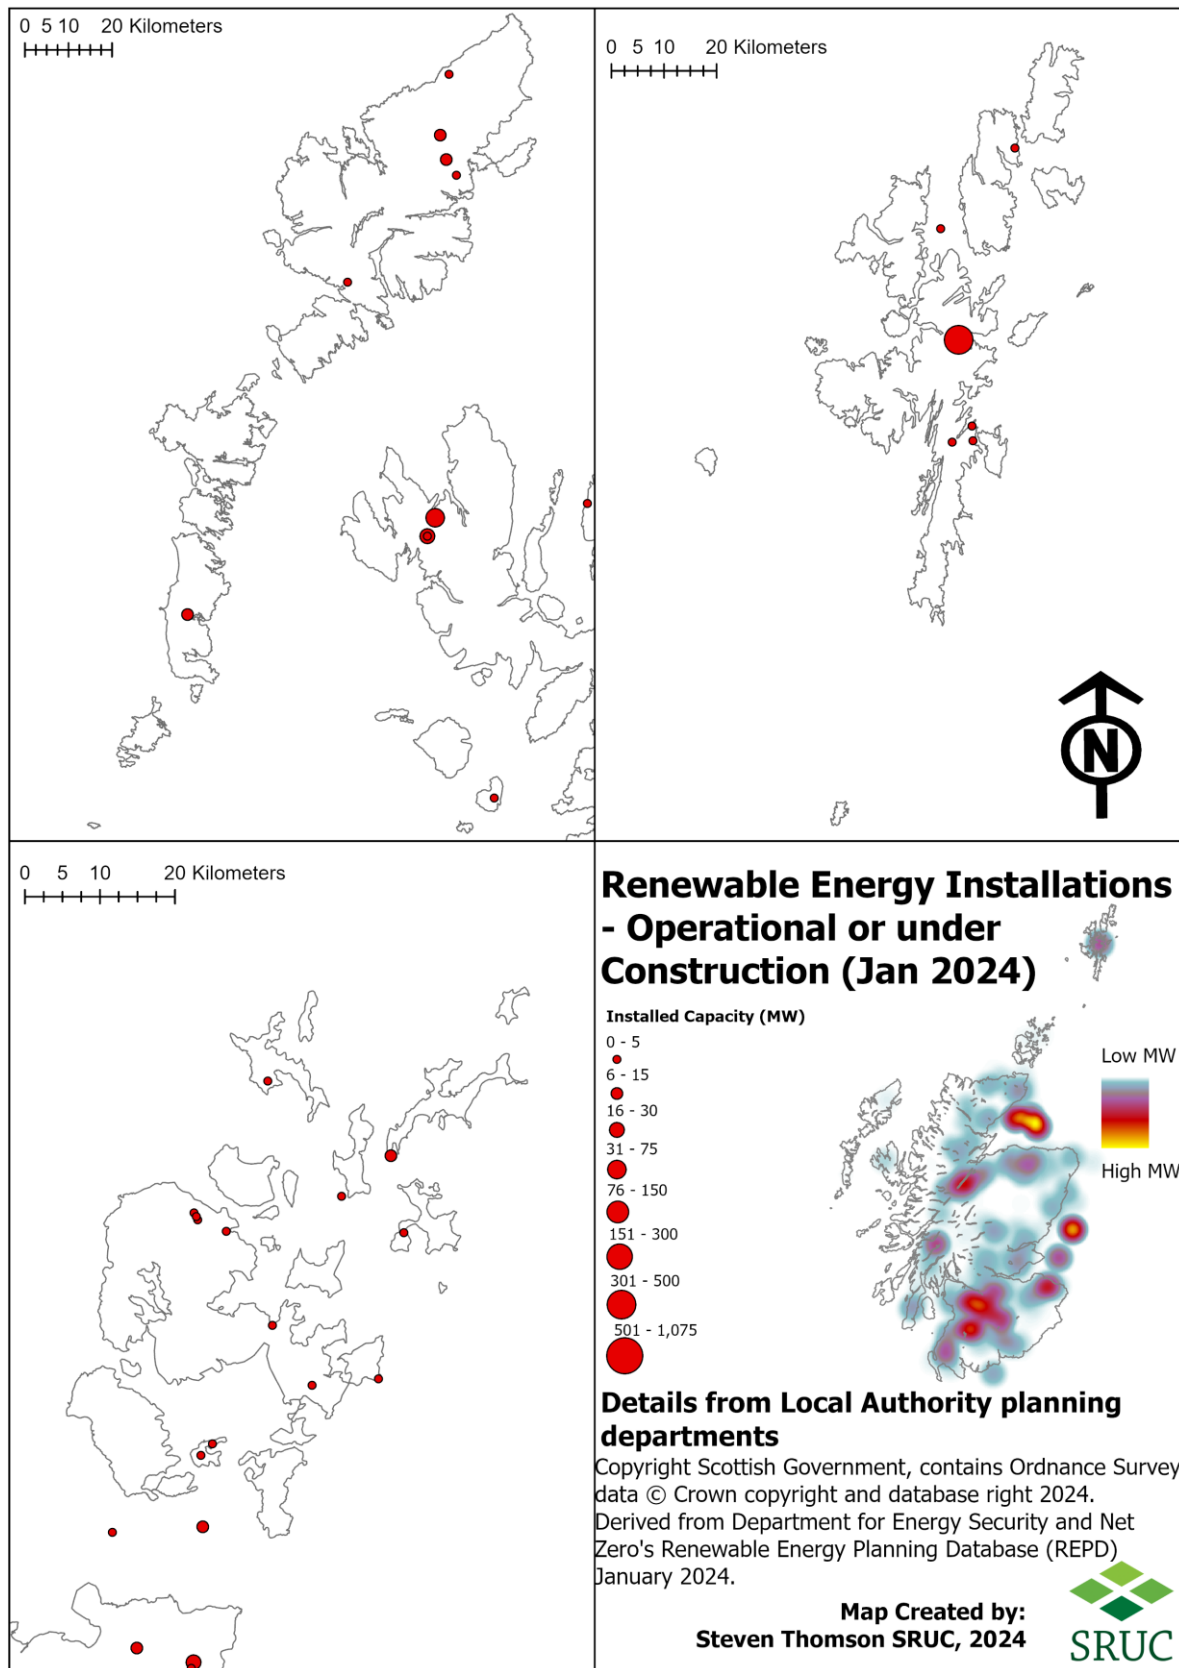 0 5 10 20 Kilometers
0 5 10 20 Kilometers
N
0 5 10 20 Kilometers
Renewable Energy Installations
- Operational or under
Construction (Jan 2024)
Installed Capacity (MW)
0 - 5
6 - 15
16 - 30
31 - 75
76 - 150
151 - 300
301 - 500
501 - 1,075
Low MW
High MW
Details from Local Authority planning
departments
Copyright Scottish Government, contains Ordnance Survey
data © Crown copyright and database right 2024.
Derived from Department for Energy Security and Net
Zero's Renewable Energy Planning Database (REPD)
January 2024.
Map Created by:
Steven Thomson SRUC, 2024
SRUC